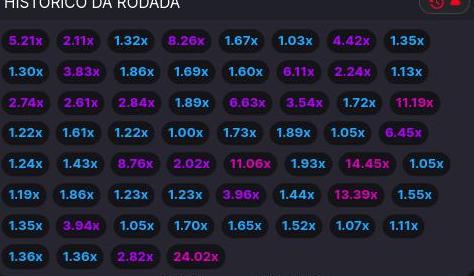 HISTÓRICO DA RODADA
5.21x 2.11x 1.32x 8.26x 1.67x 1.03x 4.42x 1.35x
1.30x 3.83x 1.86x 1.69x 1.60x 6.11x 2.24x 1.13x
2.74x 2.61x 2.84x 1.89x 6.63x 3.54x 1.72x 11.19x
1.22x 1.61x 1.22x 1.00x 1.73x 1.89x 1.05x 6.45x
1.24x 1.43x 8.76x 2.02x 11.06x 1.93x 14.45x 1.05x
1.19x 1.86x 1.23x 1.23x 3.96x 1.44x 13.39x 1.55x
1.35x 3.94x 1.05x 1.70x 1.65x 1.52x 1.07x 1.11x
1.36x 1.36x 2.82x 24.02x